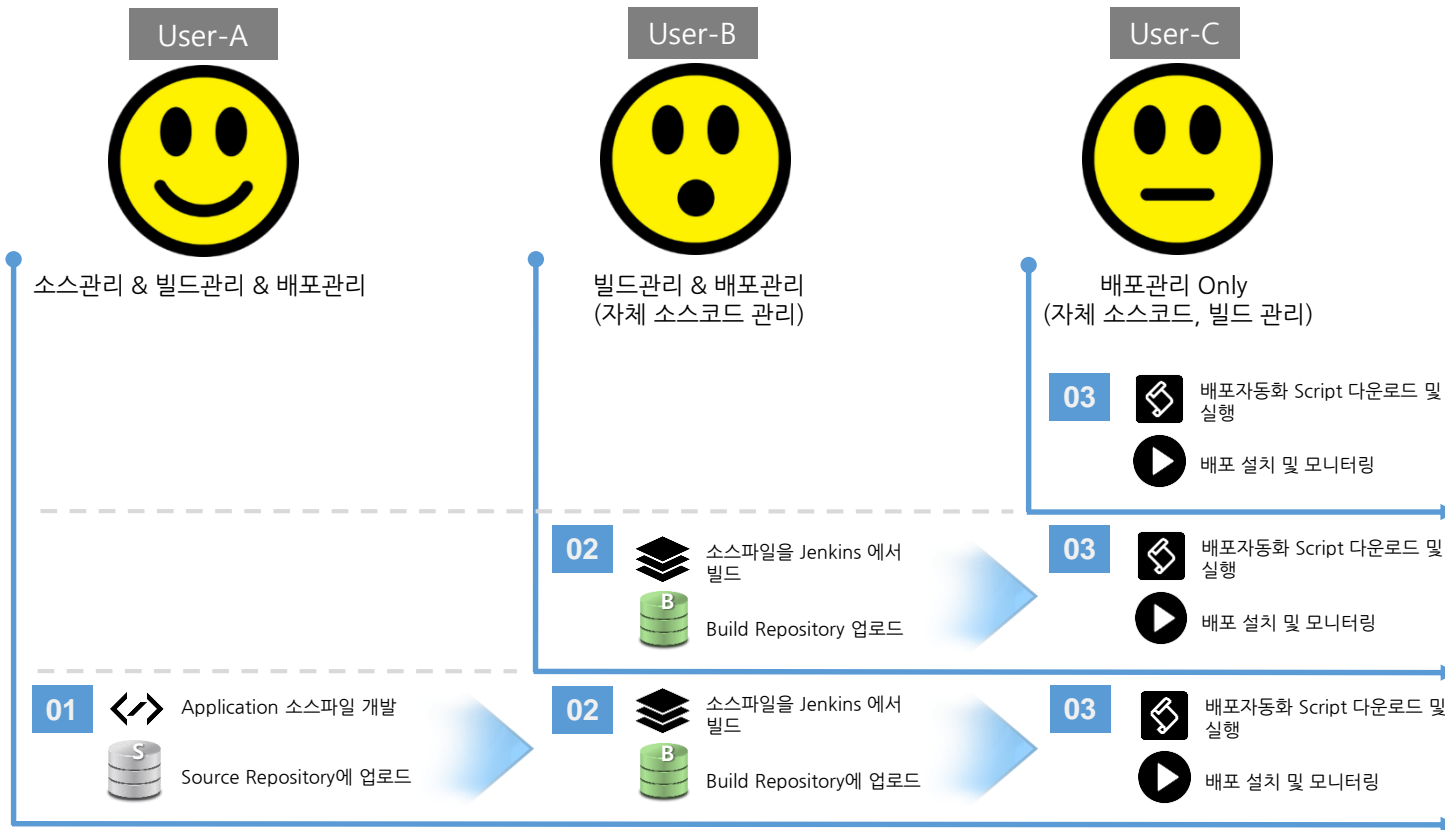 User-A
User-B
User-C
소스관리 & 빌드관리 & 배포관리
빌드관리 & 배포관리
(자체 소스코드 관리)
배포관리 Only
(자체 소스코드, 빌드 관리)
03
배포자동화 Script 다운로드 및
실행
배포 설치 및 모니터링
02
소스파일을 Jenkins 에서
빌드
B
Build Repository 업로드
03
배포자동화 Script 다운로드 및
실행
배포 설치 및 모니터링
01
Application 소스파일 개발
S
Source Repository에 업로드
02
소스파일을 Jenkins 에서
빌드
B
Build Repository에 업로드
03
배포자동화 Script 다운로드 및
실행
배포 설치 및 모니터링